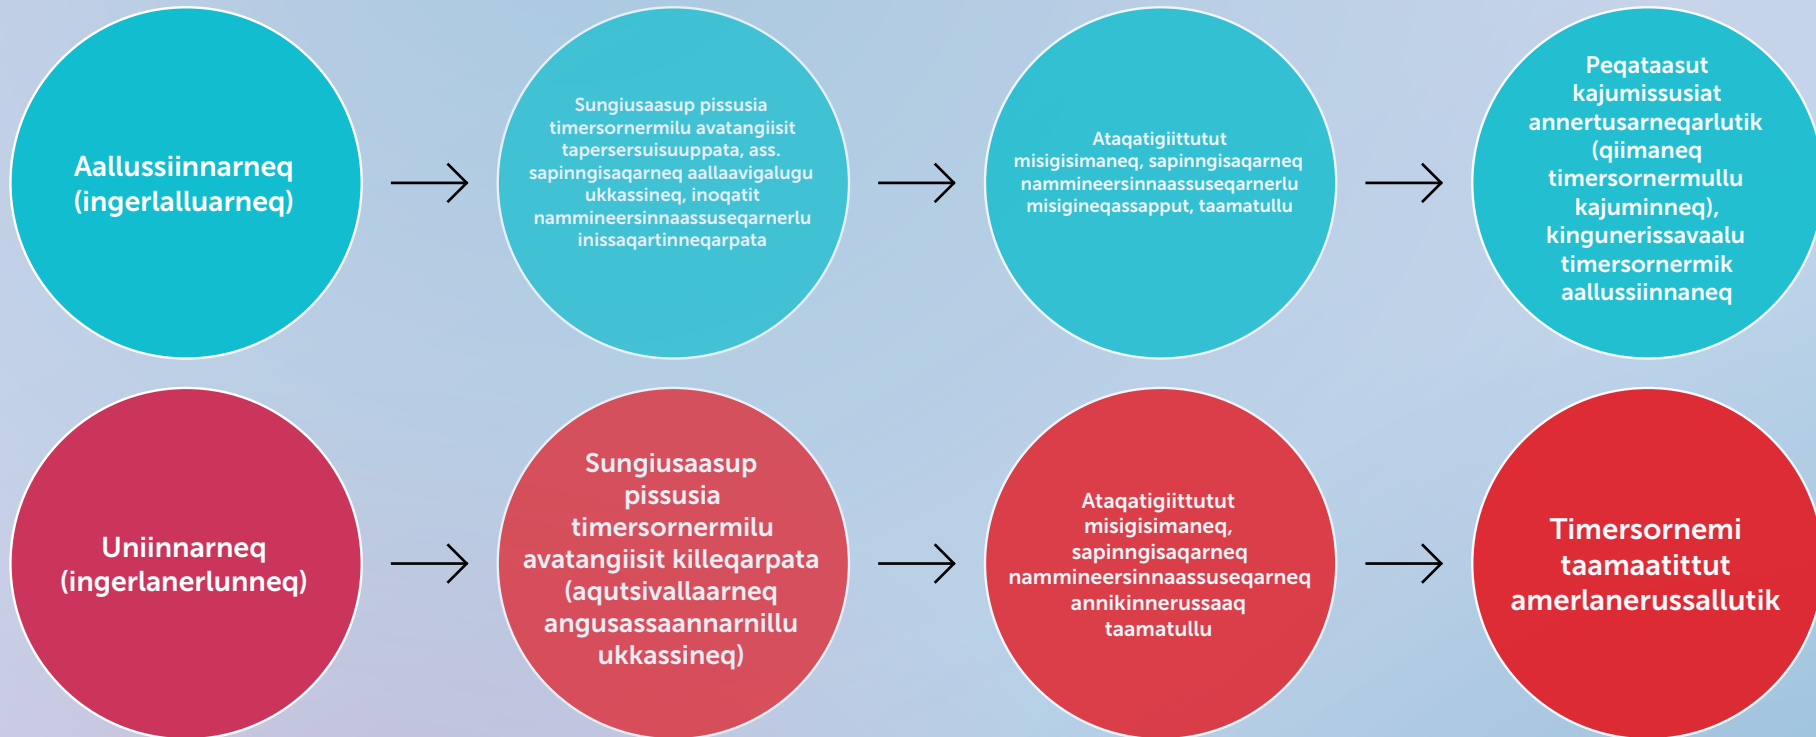 Aallussiinnarneq
(ingerlalluarneq)
Sungiusaasup pissusia
timersornermilu avatangiisit
tapersersuisuuppata, ass.
sapinngisaqarneq aallaavigalugu
ukkassineq, inoqatit
nammineersinnaassuseqarnerlu
inissaqartinneqarpata
Ataqatigiittutut
misigisimaneq, sapinngisaqarneq
nammineersinnaassuseqarnerlu
misigineqassapput, taamatullu
Peqataasut
kajumissusiat
annertusarneqarlutik
(qiimaneq
timersornermullu
kajuminneq),
kingunerissavaalu
timersornermik
aallussiinnaneq
Uniinnarneq
(ingerlanerlunneq)
Sungiusaasup
pissusia
timersornermilu
avatangiisit killeqarpata
(aqutsivallaarneq
angusassaannarnillu
ukkassineq)
Ataqatigiittutut
misigisimaneq,
sapinngisaqarneq
nammineersinnaassuseqarneq
annikinnerussaaq
taamatullu
Timersornemi
taamaatittut
amerlanerussallutik